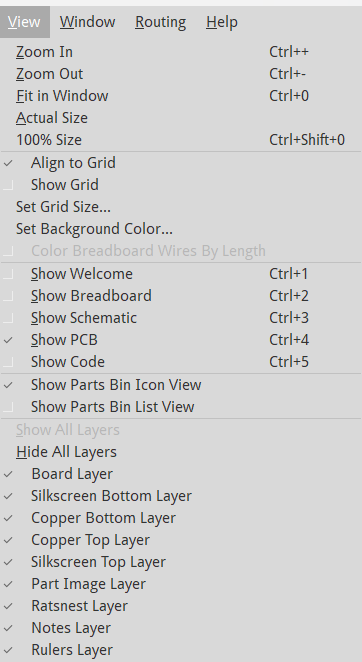 View Window Routing Help
Zoom In Ctrl++
Zoom Out Ctrl+-
Fit in Window Ctrl+0
Actual Size
100% Size Ctrl+Shift+0
Align to Grid
Show Grid
Set Grid Size...
Set Background Color...
Color Breadboard Wires By Length
Show Welcome Ctrl+1
Show Breadboard Ctrl+2
Show Schematic Ctrl+3
Show PCB Ctrl+4
Show Code Ctrl+5
Show Parts Bin Icon View
Show Parts Bin List View
Show All Layers
Hide All Layers
Board Layer
Silkscreen Bottom Layer
Copper Bottom Layer
Copper Top Layer
Silkscreen Top Layer
Part Image Layer
Ratsnest Layer
Notes Layer
Rulers Layer